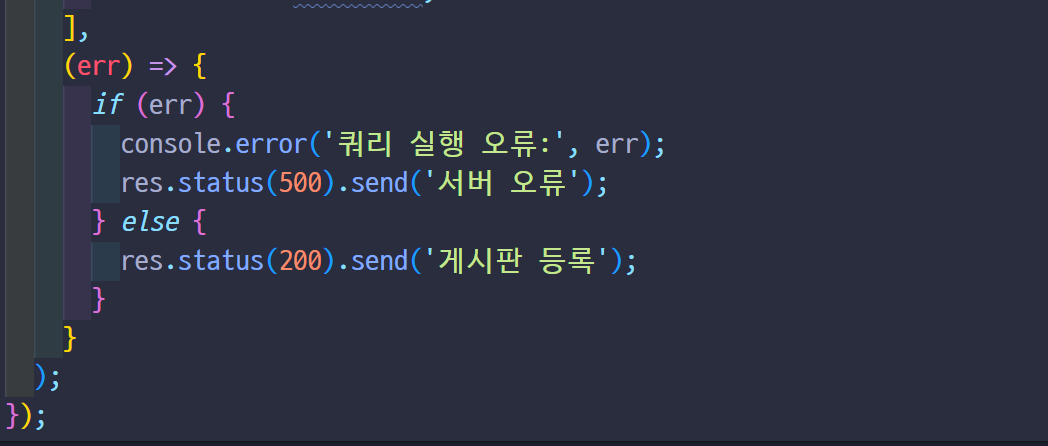 ],
(err) => {
if (err) {
console.error('쿼리 실행 오류:', err);
res.status(500).send('서버 오류');
} else {
res.status(200).send('게시판 등록');
}
}
);
});